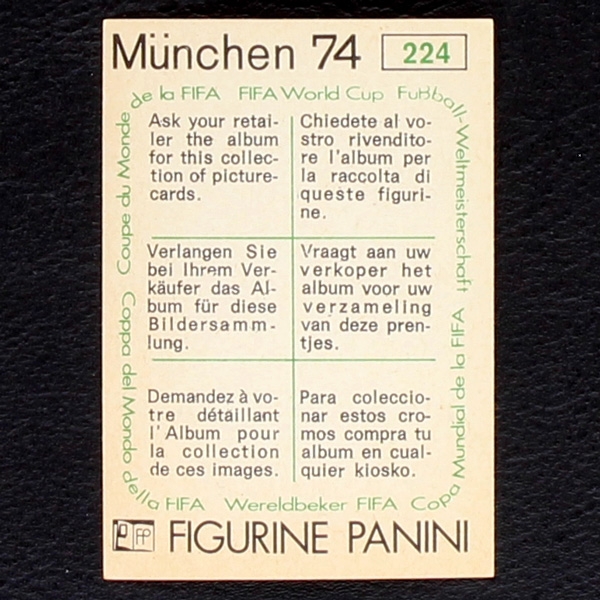 München 74 224
de la FIFA FIFA World Cup Fußball-Weltmeisterschaft
Coupe du Monde
Ask your retai-
ler the album
for this collec-
tion of picture-
cards.
Chiedete al vo-
stro rivendito-
re l'album per
la raccolta di
queste figuri-
ne.
Verlangen Sie
bei Ihrem Ver-
käufer das Al-
bum für diese
Bildersamm-
lung.
Vraagt aan uw
verkoper het
album voor uw
verzameling
van deze pren-
tjes.
Demandez à vo-
tre détaillant
l'Album pour
la collection
de ces images.
Para coleccio-
nar estos cro-
mos compra tu
album en cual-
quier kiosko.
Coppa del Mondo della FIFA Wereldbeker FIFA Copa Mundial de la FIFA
FP FIGURINE PANINI